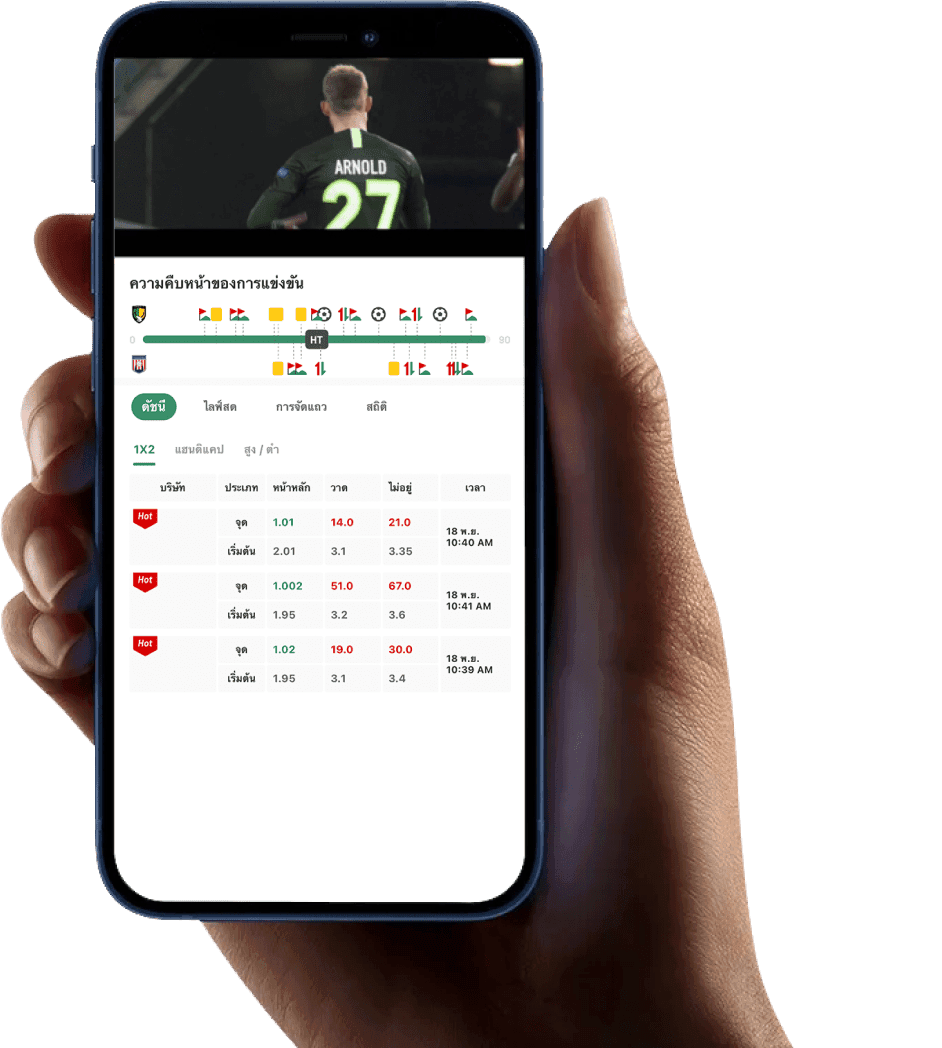 ARNOLD
27
ความคืบหน้าของการแข่งขัน
0 HT 90
ดัชนี ไลฟ์สด การจัดแถว สถิติ
1X2 แฮนดิแคป สูง / ต่ำ
บริษัท ประเภท หน้าหลัก วาด ไม่อยู่ เวลา
Hot จุด 1.01 14.0 21.0 18 พ.ย.
เริ่มต้น 2.01 3.1 3.35 10:40 AM
Hot จุด 1.002 51.0 67.0 18 พ.ย.
เริ่มต้น 1.95 3.2 3.6 10:41 AM
Hot จุด 1.02 19.0 30.0 18 พ.ย.
เริ่มต้น 1.95 3.1 3.4 10:39 AM